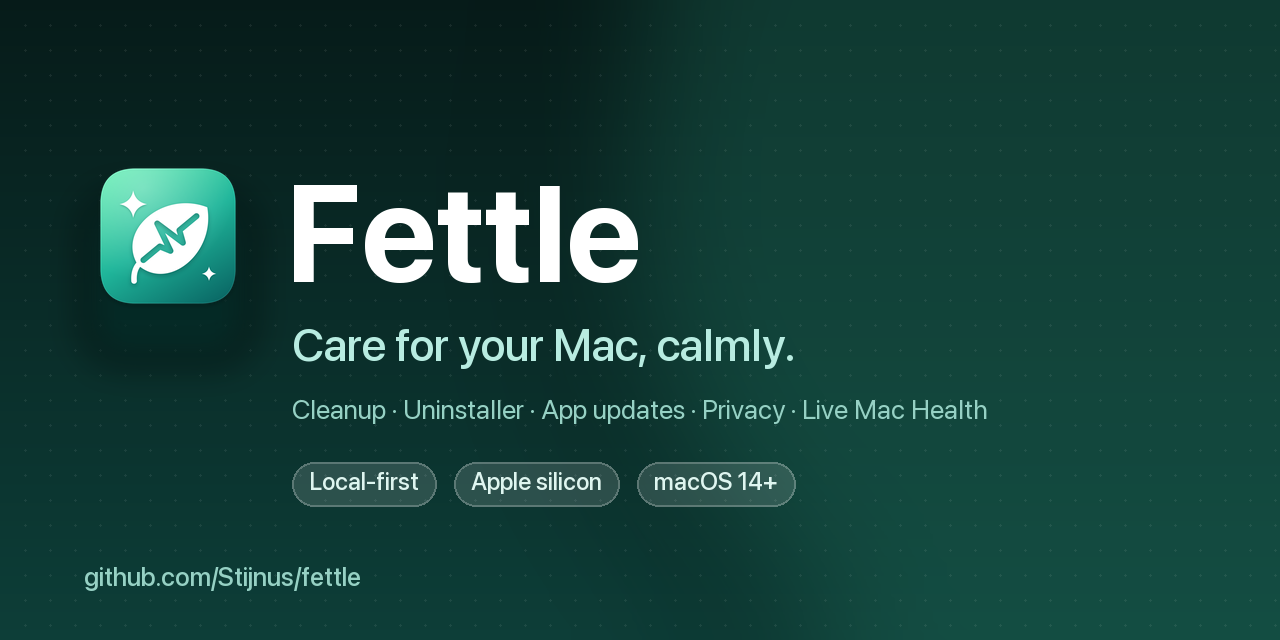 Fettle
Care for your Mac, calmly.
Cleanup · Uninstaller · App updates · Privacy · Live Mac Health
Local-first Apple silicon macOS 14+
github.com/Stijnus/fettle